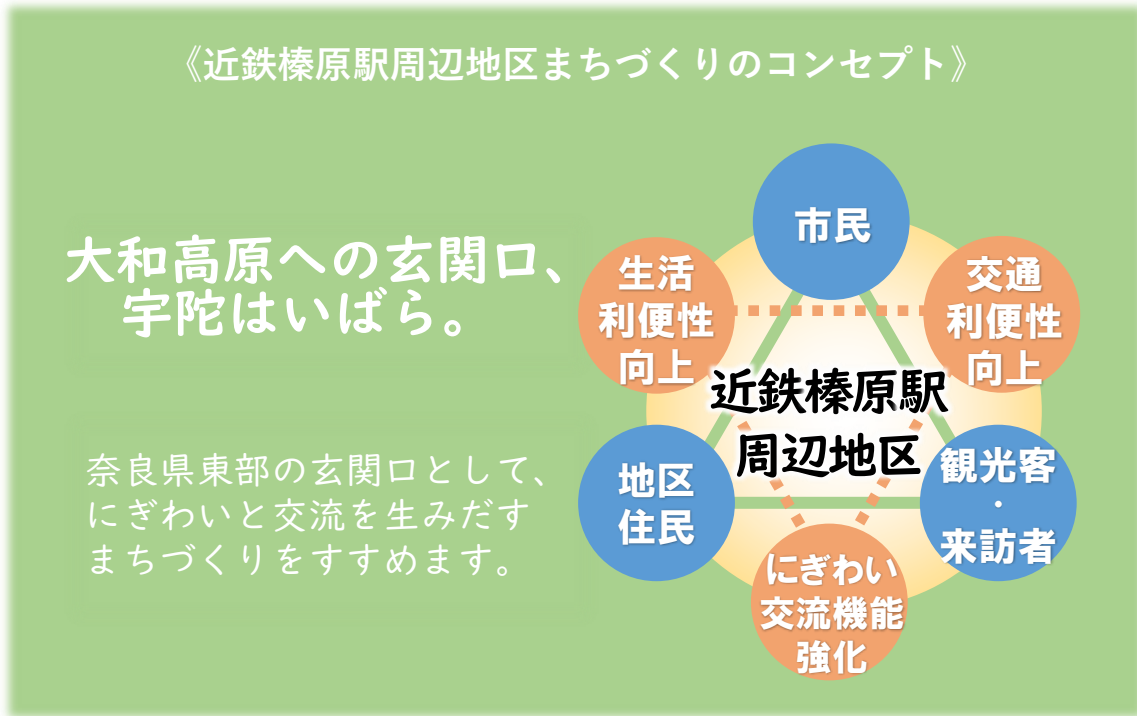 《近鉄榛原駅周辺地区まちづくりのコンセプト》
大和高原への玄関口、
宇陀はいばら。
奈良県東部の玄関口として、
にぎわいと交流を生みだす
まちづくりをすすめます。
市民
生活
利便性
向上
交通
利便性
向上
近鉄榛原駅
周辺地区
地区
住民
観光客
・
来訪者
にぎわい
交流機能
強化